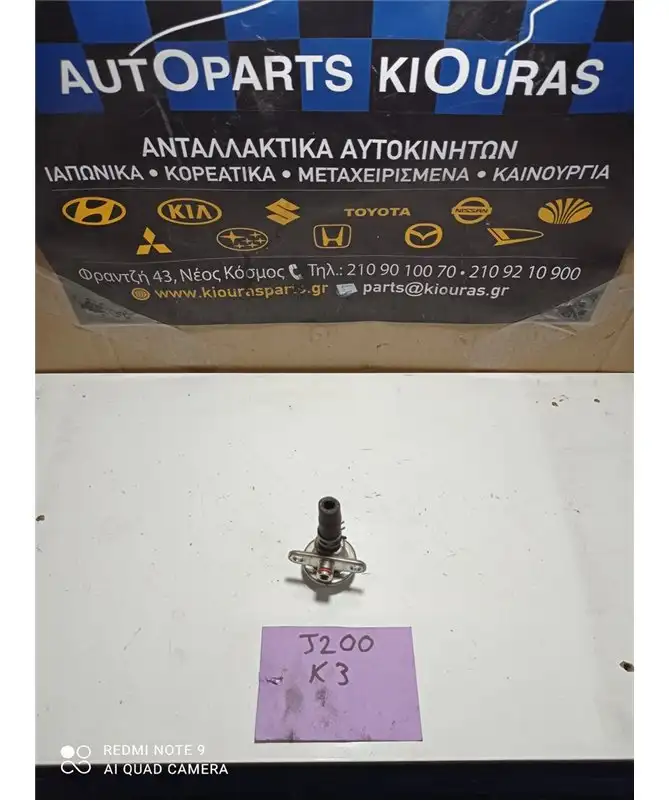 AUTOPARTS KIOURAS
ΑΝΤΑΛΛΑΚΤΙΚΑ ΑΥΤΟΚΙΝΗΤΩΝ
ΙΑΠΩΝΙΚΑ • ΚΟΡΕΑΤΙΚΑ • ΜΕΤΑΧΕΙΡΙΣΜΕΝΑ • ΚΑΙΝΟΥΡΓΙΑ
KIA TOYOTA NISSAN
Φραντζή 43, Νέος Κόσμος Τηλ.: 210 90 100 70 • 210 92 10 900
www.kiourasparts.gr parts@kiouras.gr
J200
K3
REDMI NOTE 9
AI QUAD CAMERA